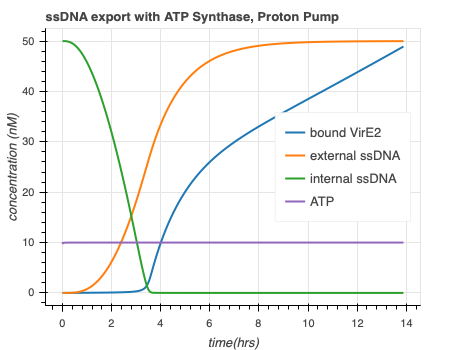 ssDNA export with ATP Synthase, Proton Pump
concentration (nM)
50
40
30
20
10
0
bound VirE2
external ssDNA
internal ssDNA
ATP
0 2 4 6 8 10 12 14
time(hrs)